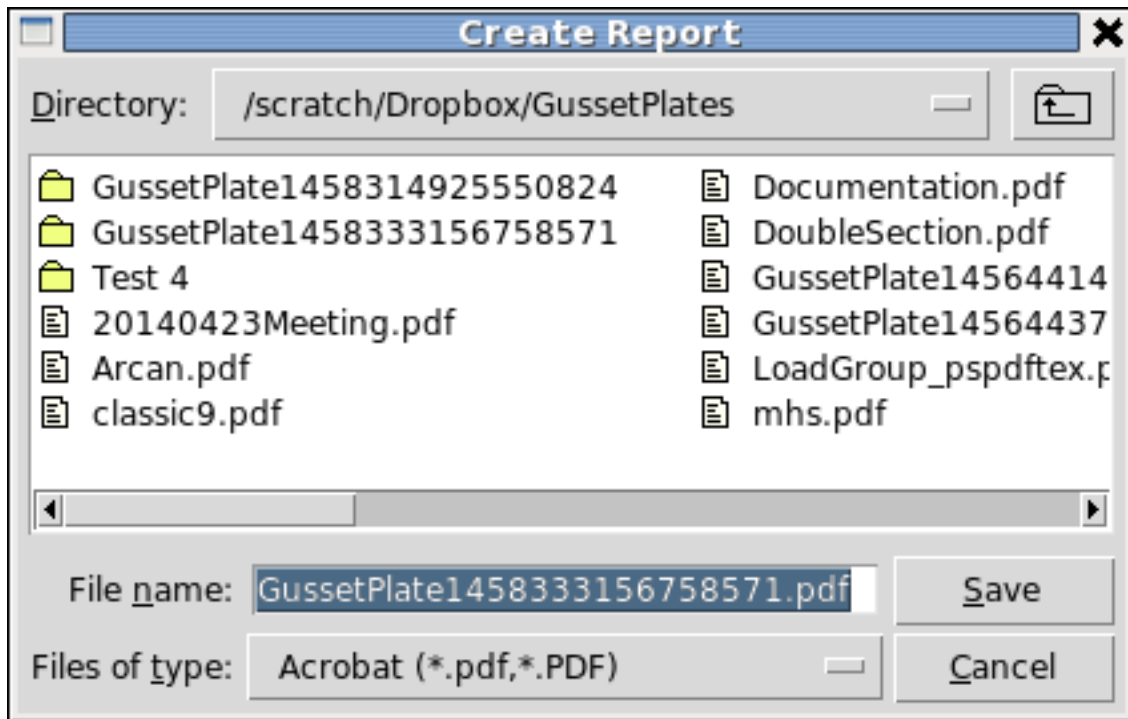 Create Report
Directory: /scratch/Dropbox/GussetPlates
GussetPlate1458314925550824
GussetPlate1458333156758571
Test 4
20140423Meeting.pdf
Arcan.pdf
classic9.pdf
Documentation.pdf
DoubleSection.pdf
GussetPlate14564414
GussetPlate14564437
LoadGroup_pspdftex.p
mhs.pdf
File name: GussetPlate1458333156758571.pdf
Save
Files of type: Acrobat (*.pdf,*.PDF)
Cancel